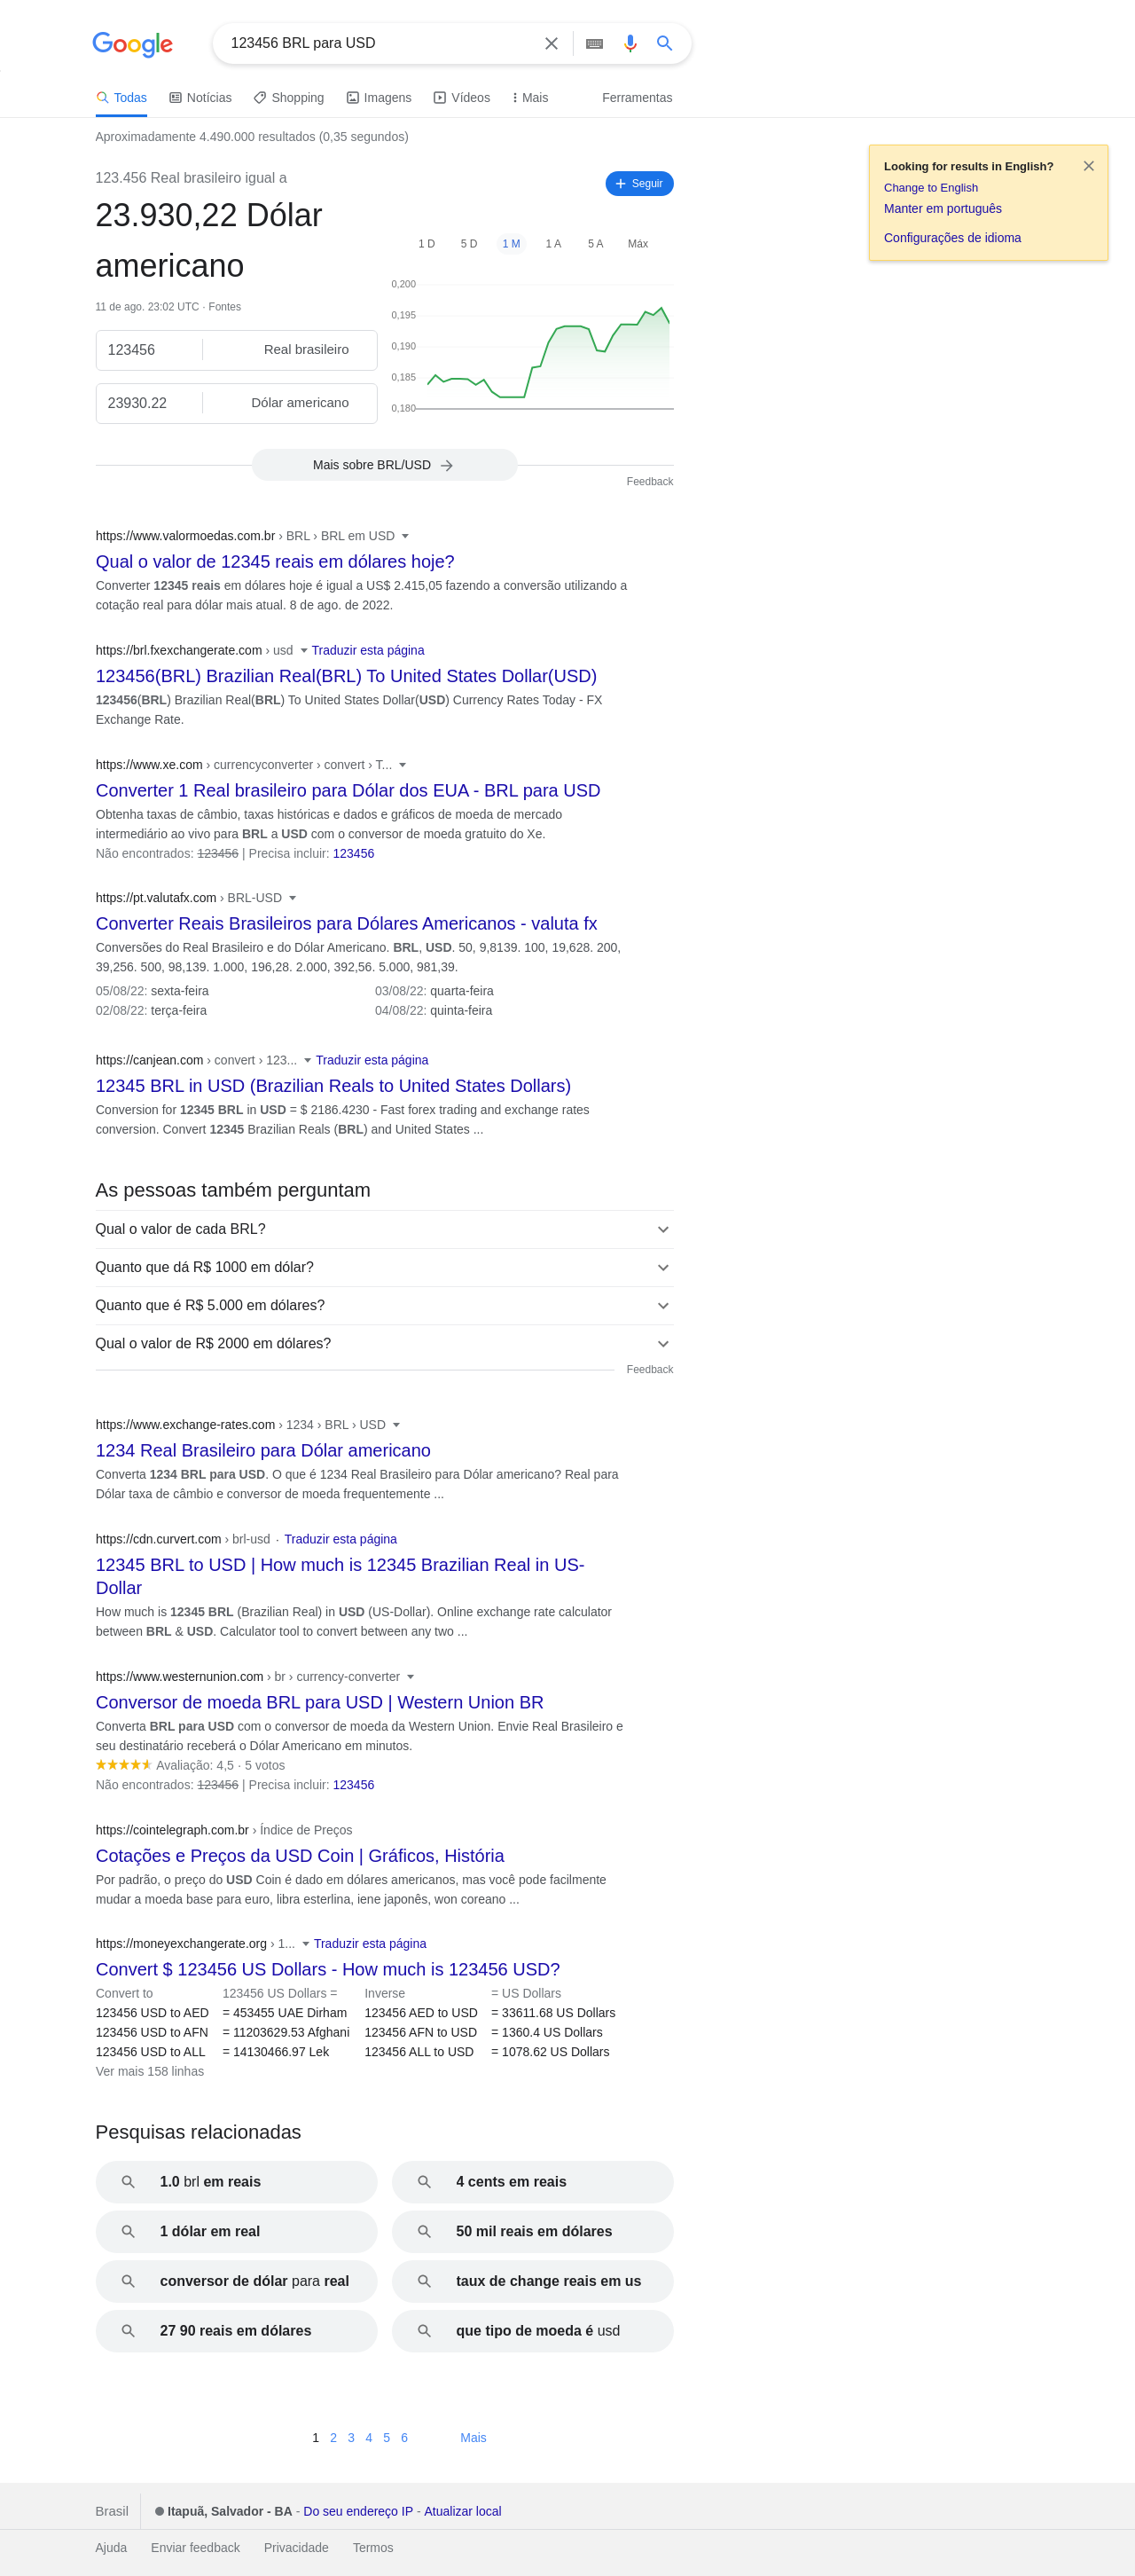 Google
123456 BRL para USD
Todas Notícias Shopping Imagens Vídeos Mais Ferramentas
Aproximadamente 4.490.000 resultados (0,35 segundos)
Looking for results in English?
Change to English
Manter em português
Configurações de idioma
123.456 Real brasileiro igual a
23.930,22 Dólar
americano
11 de ago. 23:02 UTC · Fontes
123456 Real brasileiro
23930.22 Dólar americano
Seguir
1 D 5 D 1 M 1 A 5 A Máx
0,200
0,195
0,190
0,185
0,180
Mais sobre BRL/USD
Feedback
https://www.valormoedas.com.br › BRL › BRL em USD
Qual o valor de 12345 reais em dólares hoje?
Converter 12345 reais em dólares hoje é igual a US$ 2.415,05 fazendo a conversão utilizando a
cotação real para dólar mais atual. 8 de ago. de 2022.
https://brl.fxexchangerate.com › usd Traduzir esta página
123456(BRL) Brazilian Real(BRL) To United States Dollar(USD)
123456(BRL) Brazilian Real(BRL) To United States Dollar(USD) Currency Rates Today - FX
Exchange Rate.
https://www.xe.com › currencyconverter › convert › T...
Converter 1 Real brasileiro para Dólar dos EUA - BRL para USD
Obtenha taxas de câmbio, taxas históricas e dados e gráficos de moeda de mercado
intermediário ao vivo para BRL a USD com o conversor de moeda gratuito do Xe.
Não encontrados: 123456 | Precisa incluir: 123456
https://pt.valutafx.com › BRL-USD
Converter Reais Brasileiros para Dólares Americanos - valuta fx
Conversões do Real Brasileiro e do Dólar Americano. BRL, USD. 50, 9,8139. 100, 19,628. 200,
39,256. 500, 98,139. 1.000, 196,28. 2.000, 392,56. 5.000, 981,39.
05/08/22: sexta-feira 03/08/22: quarta-feira
02/08/22: terça-feira 04/08/22: quinta-feira
https://canjean.com › convert › 123... Traduzir esta página
12345 BRL in USD (Brazilian Reals to United States Dollars)
Conversion for 12345 BRL in USD = $ 2186.4230 - Fast forex trading and exchange rates
conversion. Convert 12345 Brazilian Reals (BRL) and United States ...
As pessoas também perguntam
Qual o valor de cada BRL?
Quanto que dá R$ 1000 em dólar?
Quanto que é R$ 5.000 em dólares?
Qual o valor de R$ 2000 em dólares?
Feedback
https://www.exchange-rates.com › 1234 › BRL › USD
1234 Real Brasileiro para Dólar americano
Converta 1234 BRL para USD. O que é 1234 Real Brasileiro para Dólar americano? Real para
Dólar taxa de câmbio e conversor de moeda frequentemente ...
https://cdn.curvert.com › brl-usd · Traduzir esta página
12345 BRL to USD | How much is 12345 Brazilian Real in US-
Dollar
How much is 12345 BRL (Brazilian Real) in USD (US-Dollar). Online exchange rate calculator
between BRL & USD. Calculator tool to convert between any two ...
https://www.westernunion.com › br › currency-converter
Conversor de moeda BRL para USD | Western Union BR
Converta BRL para USD com o conversor de moeda da Western Union. Envie Real Brasileiro e
seu destinatário receberá o Dólar Americano em minutos.
Avaliação: 4,5 · 5 votos
Não encontrados: 123456 | Precisa incluir: 123456
https://cointelegraph.com.br › Índice de Preços
Cotações e Preços da USD Coin | Gráficos, História
Por padrão, o preço do USD Coin é dado em dólares americanos, mas você pode facilmente
mudar a moeda base para euro, libra esterlina, iene japonês, won coreano ...
https://moneyexchangerate.org › 1... Traduzir esta página
Convert $ 123456 US Dollars - How much is 123456 USD?
Convert to 123456 US Dollars = Inverse = US Dollars
123456 USD to AED = 453455 UAE Dirham 123456 AED to USD = 33611.68 US Dollars
123456 USD to AFN = 11203629.53 Afghani 123456 AFN to USD = 1360.4 US Dollars
123456 USD to ALL = 14130466.97 Lek 123456 ALL to USD = 1078.62 US Dollars
Ver mais 158 linhas
Pesquisas relacionadas
1.0 brl em reais 4 cents em reais
1 dólar em real 50 mil reais em dólares
conversor de dólar para real taux de change reais em us
27 90 reais em dólares que tipo de moeda é usd
1 2 3 4 5 6 Mais
Brasil Itapuã, Salvador - BA - Do seu endereço IP - Atualizar local
Ajuda Enviar feedback Privacidade Termos